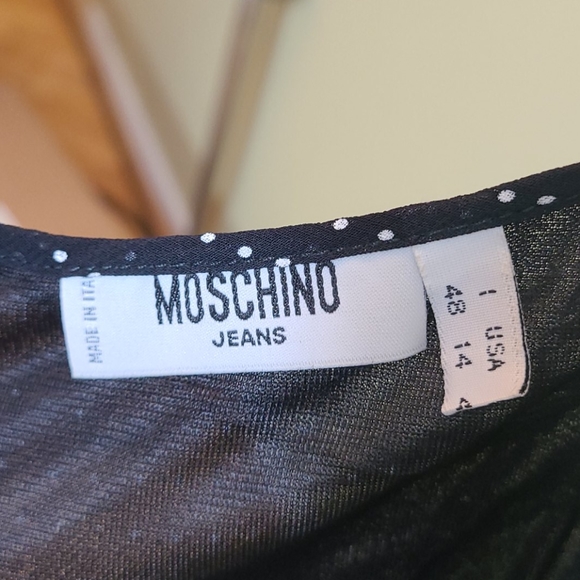 MOSCHINO
JEANS
MADE IN ITA
I USA
48 14